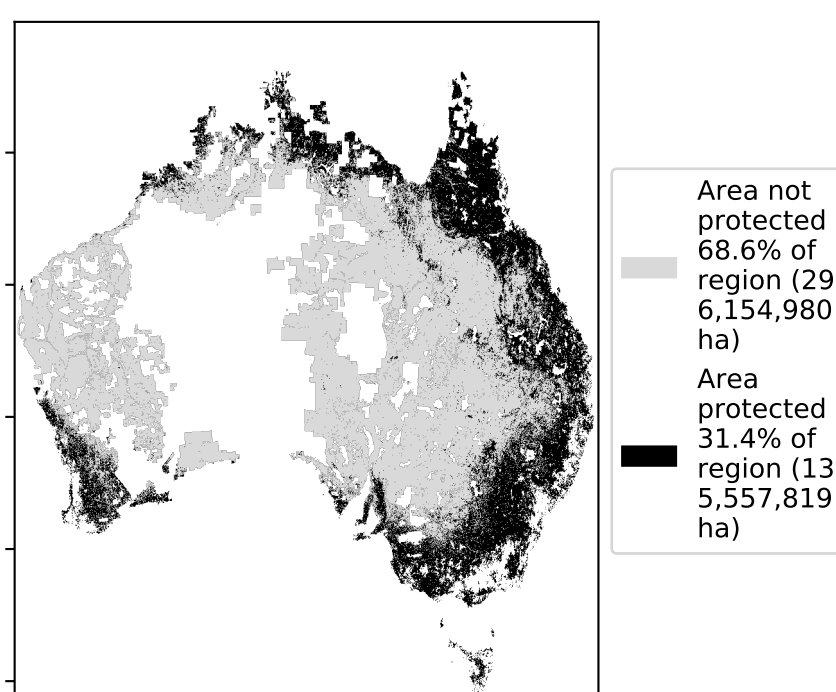 Area not
protected
68.6% of
region (29
6,154,980
ha)
Area
protected
31.4% of
region (13
5,557,819
ha)